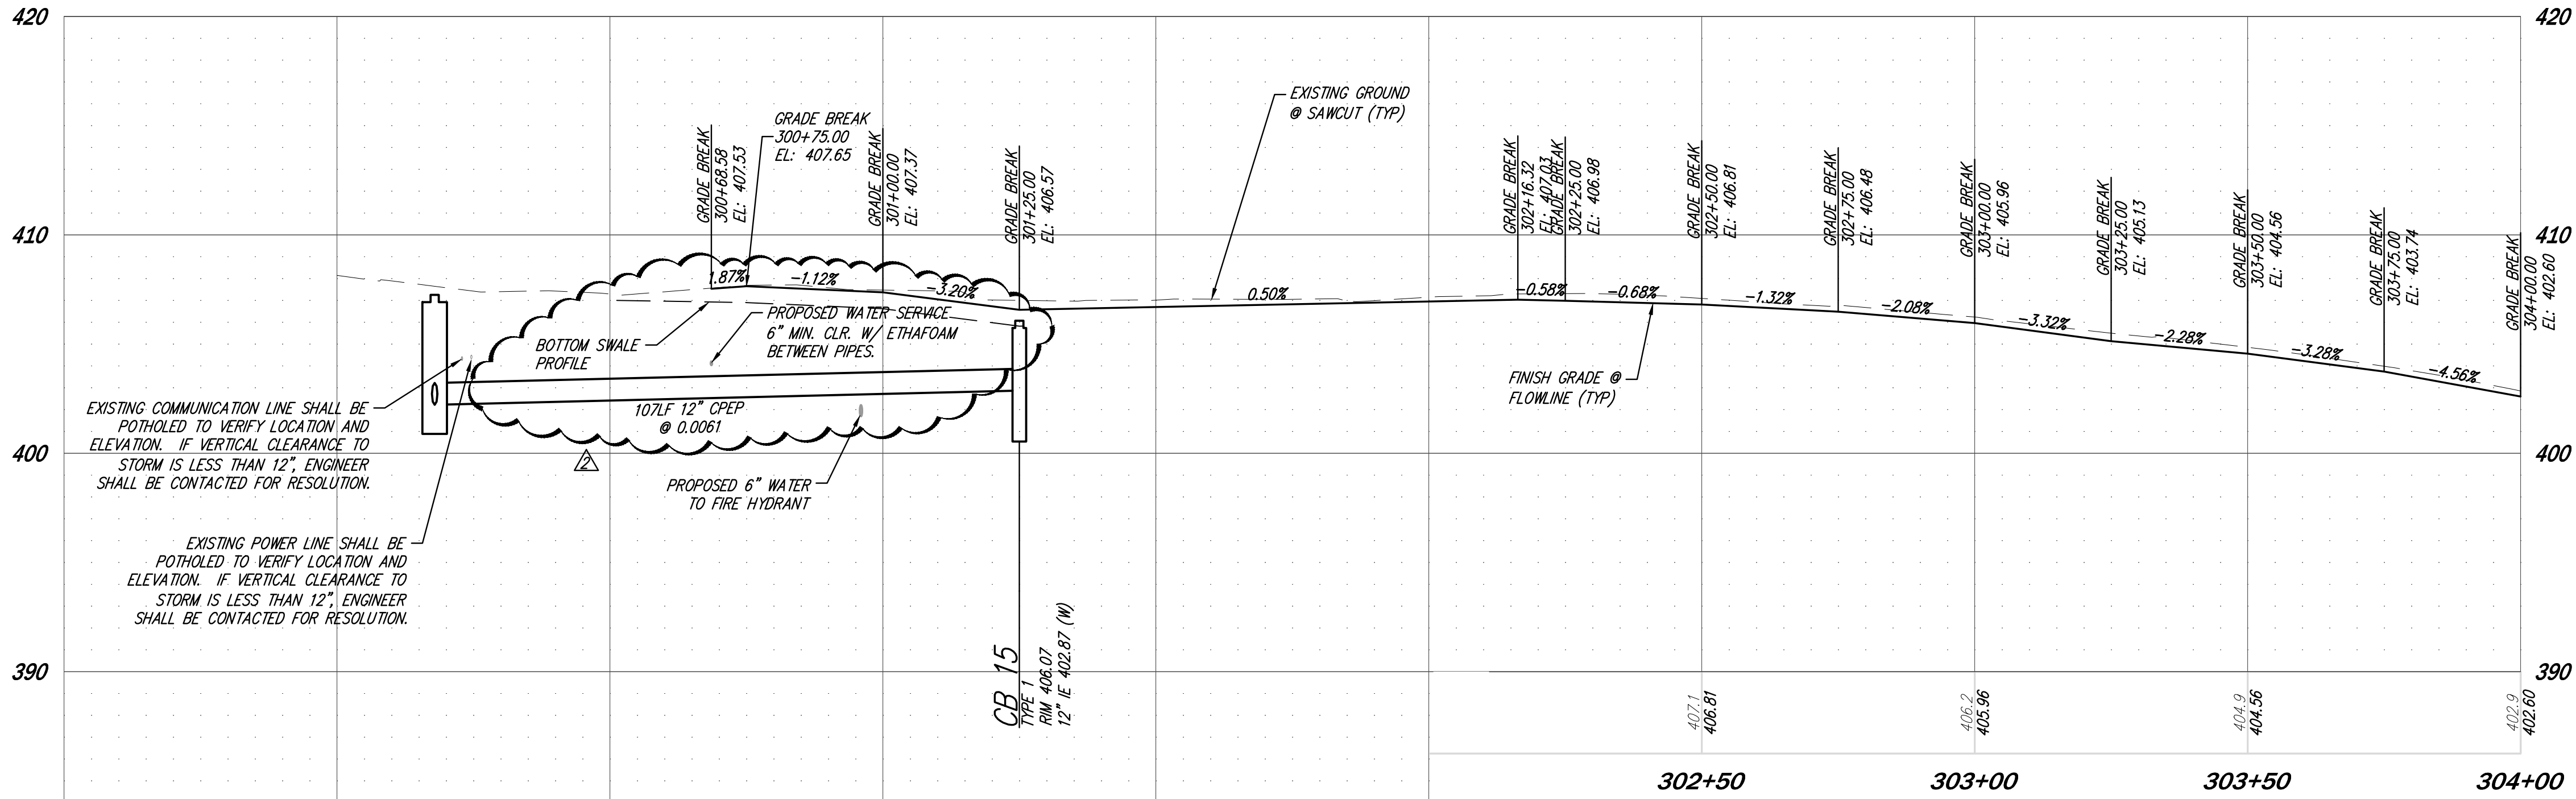 420
420
EXISTING GROUND
@ SAWCUT (TYP)
GRADE BREAK
300+75.00
EL: 407.65
GRADE BREAK
300+68.58
EL: 407.53
GRADE BREAK
301+00.00
EL: 407.37
GRADE BREAK
301+25.00
EL: 406.57
GRADE BREAK
302+16.32
EL: 407.03
GRADE BREAK
302+25.00
EL: 406.98
GRADE BREAK
302+50.00
EL: 406.81
GRADE BREAK
302+75.00
EL: 406.48
GRADE BREAK
303+00.00
EL: 405.96
GRADE BREAK
303+25.00
EL: 405.13
GRADE BREAK
303+50.00
EL: 404.56
GRADE BREAK
303+75.00
EL: 403.74
GRADE BREAK
304+00.00
EL: 402.60
410
410
1.87%
-1.12%
-3.20%
0.50%
-0.58%
-0.68%
-1.32%
-2.08%
-3.32%
-2.28%
-3.28%
-4.56%
PROPOSED WATER SERVICE
6" MIN. CLR. W/ ETHAFOAM
BETWEEN PIPES.
BOTTOM SWALE
PROFILE
FINISH GRADE @
FLOWLINE (TYP)
107LF 12" CPEP
@ 0.0061
EXISTING COMMUNICATION LINE SHALL BE
POTHOLED TO VERIFY LOCATION AND
ELEVATION. IF VERTICAL CLEARANCE TO
STORM IS LESS THAN 12", ENGINEER
SHALL BE CONTACTED FOR RESOLUTION.
400
400
2
PROPOSED 6" WATER
TO FIRE HYDRANT
EXISTING POWER LINE SHALL BE
POTHOLED TO VERIFY LOCATION AND
ELEVATION. IF VERTICAL CLEARANCE TO
STORM IS LESS THAN 12", ENGINEER
SHALL BE CONTACTED FOR RESOLUTION.
CB 15
TYPE 1
RIM 406.07
12" IE 402.87 (W)
390
390
407.1
406.81
406.2
405.96
404.9
404.56
402.9
402.60
302+50
303+00
303+50
304+00